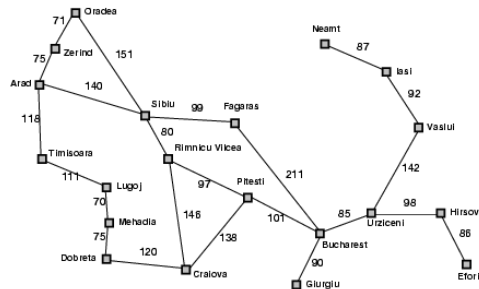 Oradea
71
Neamt
Zerind
87
151
75
Iasi
Arad
140
92
Sibiu
99
Fagaras
118
Vaslui
80
Timisoara
Rimnicu Vilcea
142
111
Pitesti
211
Lugoj
97
70
98
Hirsova
146
101
85
Mehadia
Urziceni
138
86
75
Bucharest
120
Dobreta
90
Craiova
Eforie
Giurgiu